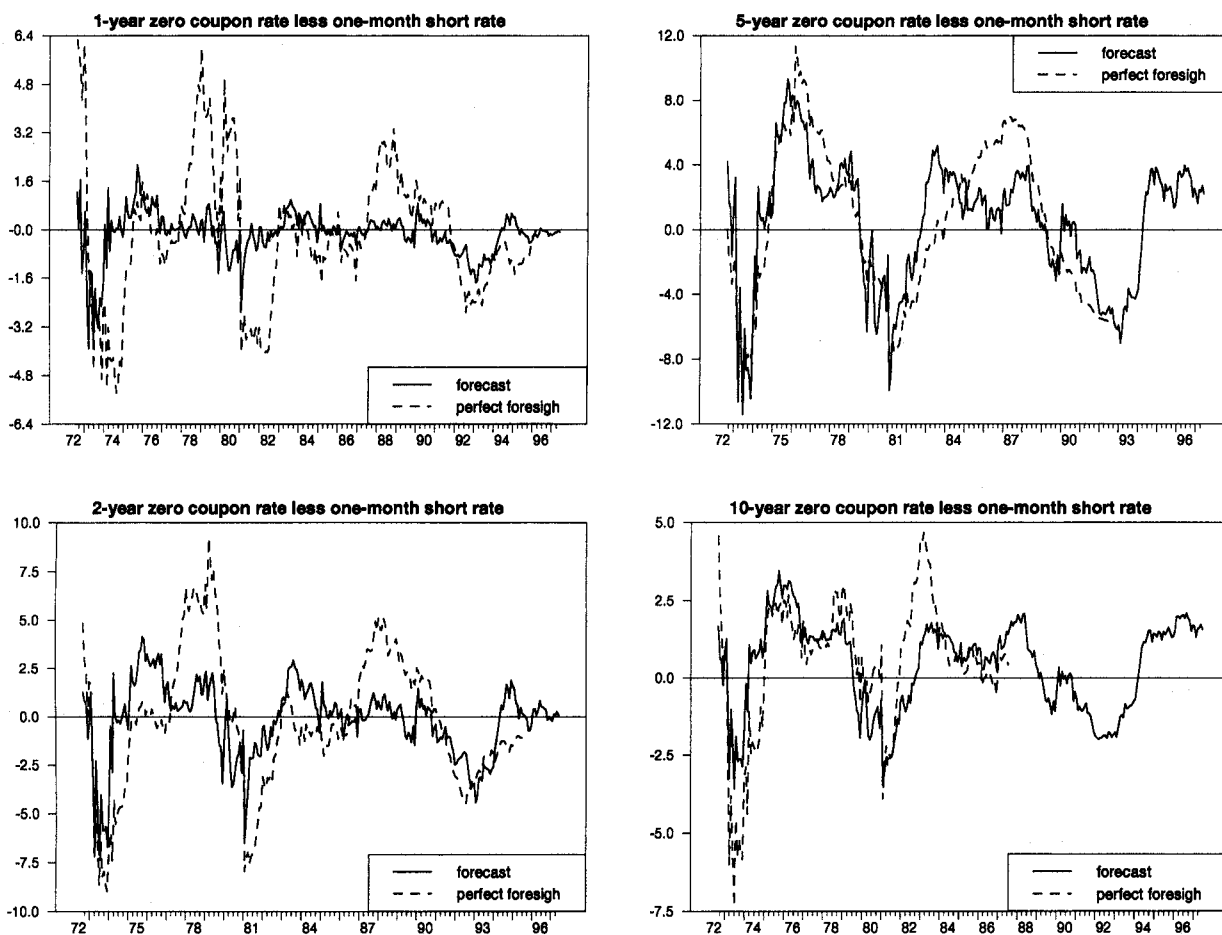 1-year zero coupon rate less one-month short rate
6.4
4.8
3.2
1.6
-0.0
-1.6
-3.2
-4.8
-6.4
forecast
perfect foresigh
72 74 76 78 80 82 84 86 88 90 92 94 96
5-year zero coupon rate less one-month short rate
12.0
8.0
4.0
0.0
-4.0
-8.0
-12.0
forecast
perfect foresigh
72 75 78 81 84 87 90 93 96
2-year zero coupon rate less one-month short rate
10.0
7.5
5.0
2.5
0.0
-2.5
-5.0
-7.5
-10.0
forecast
perfect foresigh
72 74 76 78 80 82 84 86 88 90 92 94 96
10-year zero coupon rate less one-month short rate
5.0
2.5
0.0
-2.5
-5.0
-7.5
forecast
perfect foresigh
72 74 76 78 80 82 84 86 88 90 92 94 96